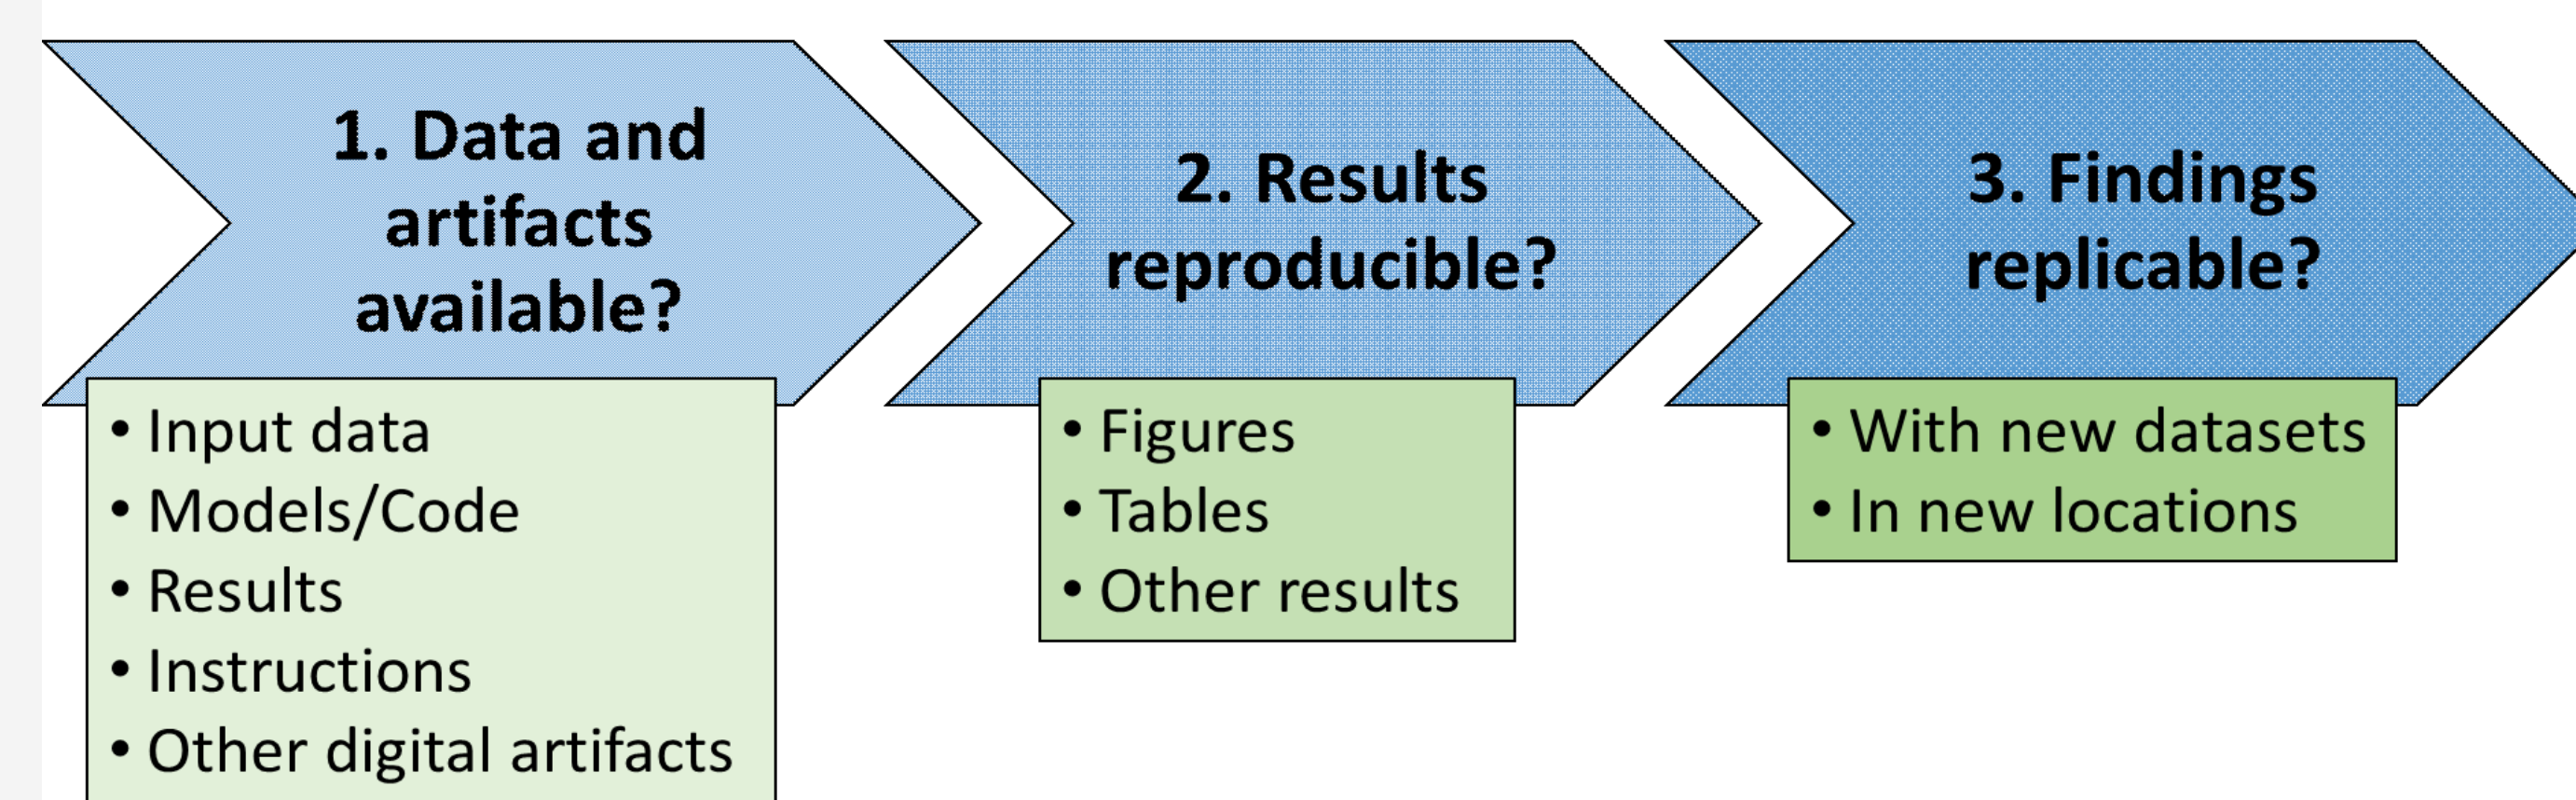 1. Data and
artifacts
available?
• Input data
• Models/Code
• Results
• Instructions
• Other digital artifacts
2. Results
reproducible?
• Figures
• Tables
• Other results
3. Findings
replicable?
• With new datasets
• In new locations